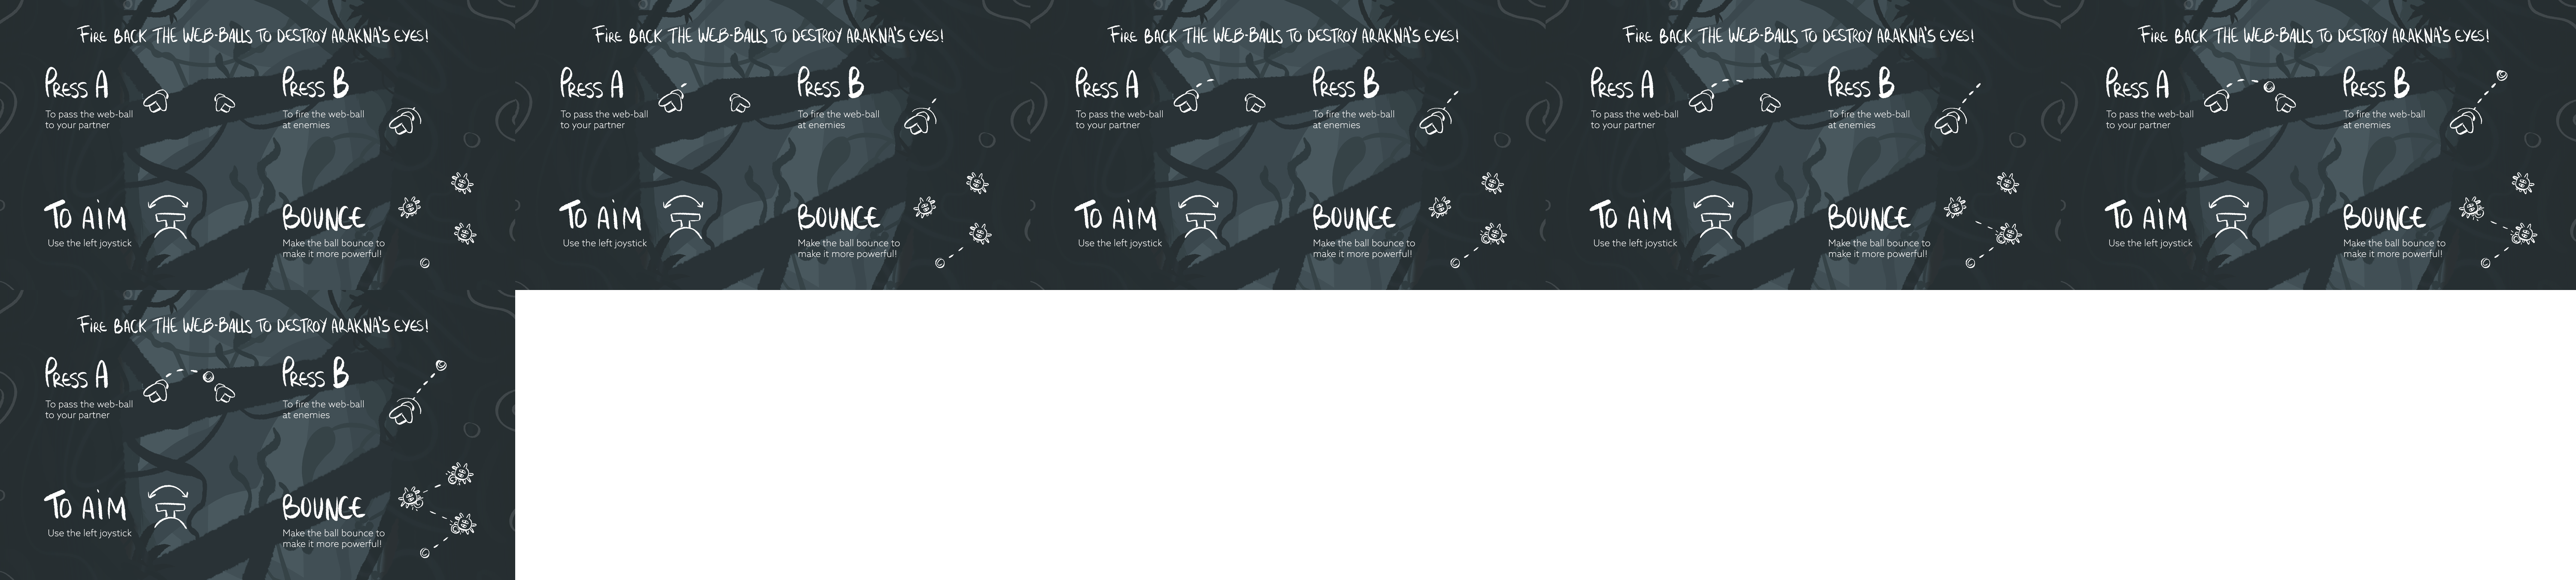 Fire back the web-balls to destroy Arakna's eyes!
Press A
To pass the web-ball
to your partner
Press B
To fire the web-ball
at enemies
To aim
Use the left joystick
Bounce
Make the ball bounce to
make it more powerful!
Fire back the web-balls to destroy Arakna's eyes!
Press A
To pass the web-ball
to your partner
Press B
To fire the web-ball
at enemies
To aim
Use the left joystick
Bounce
Make the ball bounce to
make it more powerful!
Fire back the web-balls to destroy Arakna's eyes!
Press A
To pass the web-ball
to your partner
Press B
To fire the web-ball
at enemies
To aim
Use the left joystick
Bounce
Make the ball bounce to
make it more powerful!
Fire back the web-balls to destroy Arakna's eyes!
Press A
To pass the web-ball
to your partner
Press B
To fire the web-ball
at enemies
To aim
Use the left joystick
Bounce
Make the ball bounce to
make it more powerful!
Fire back the web-balls to destroy Arakna's eyes!
Press A
To pass the web-ball
to your partner
Press B
To fire the web-ball
at enemies
To aim
Use the left joystick
Bounce
Make the ball bounce to
make it more powerful!
Fire back the web-balls to destroy Arakna's eyes!
Press A
To pass the web-ball
to your partner
Press B
To fire the web-ball
at enemies
To aim
Use the left joystick
Bounce
Make the ball bounce to
make it more powerful!